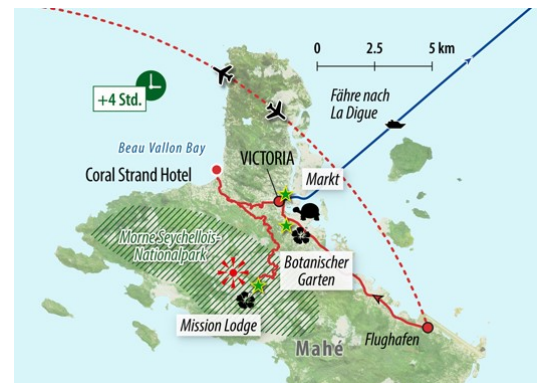 0 2.5 5 km
+4 Std.
Fähre nach
La Digue
Beau Vallon Bay
VICTORIA
Coral Strand Hotel
Markt
Morne Seychellois-
Nationalpark
Botanischer
Garten
Mission Lodge
Flughafen
Mahé